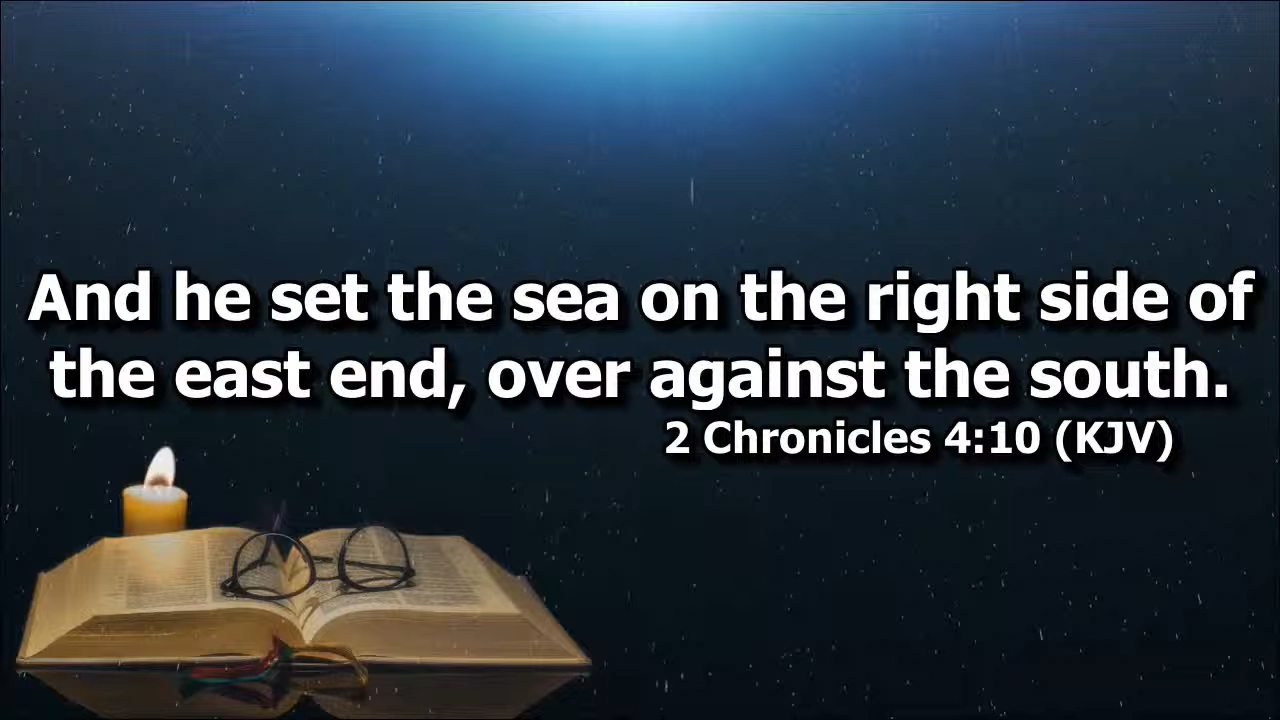 And he set the sea on the right side of
the east end, over against the south.
2 Chronicles 4:10 (KJV)